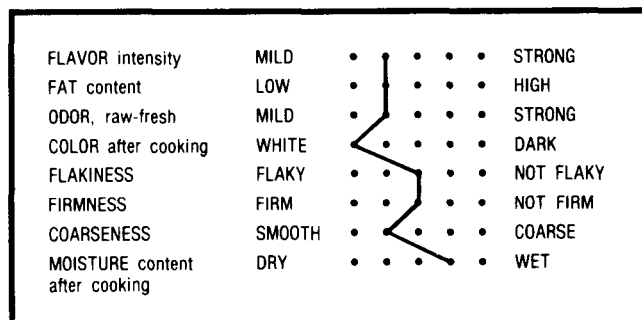 FLAVOR intensity MILD STRONG
FAT content LOW HIGH
ODOR, raw-fresh MILD STRONG
COLOR after cooking WHITE DARK
FLAKINESS FLAKY NOT FLAKY
FIRMNESS FIRM NOT FIRM
COARSENESS SMOOTH COARSE
MOISTURE content DRY WET
after cooking